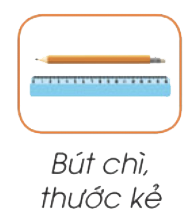 Bút chì,
thước kẻ